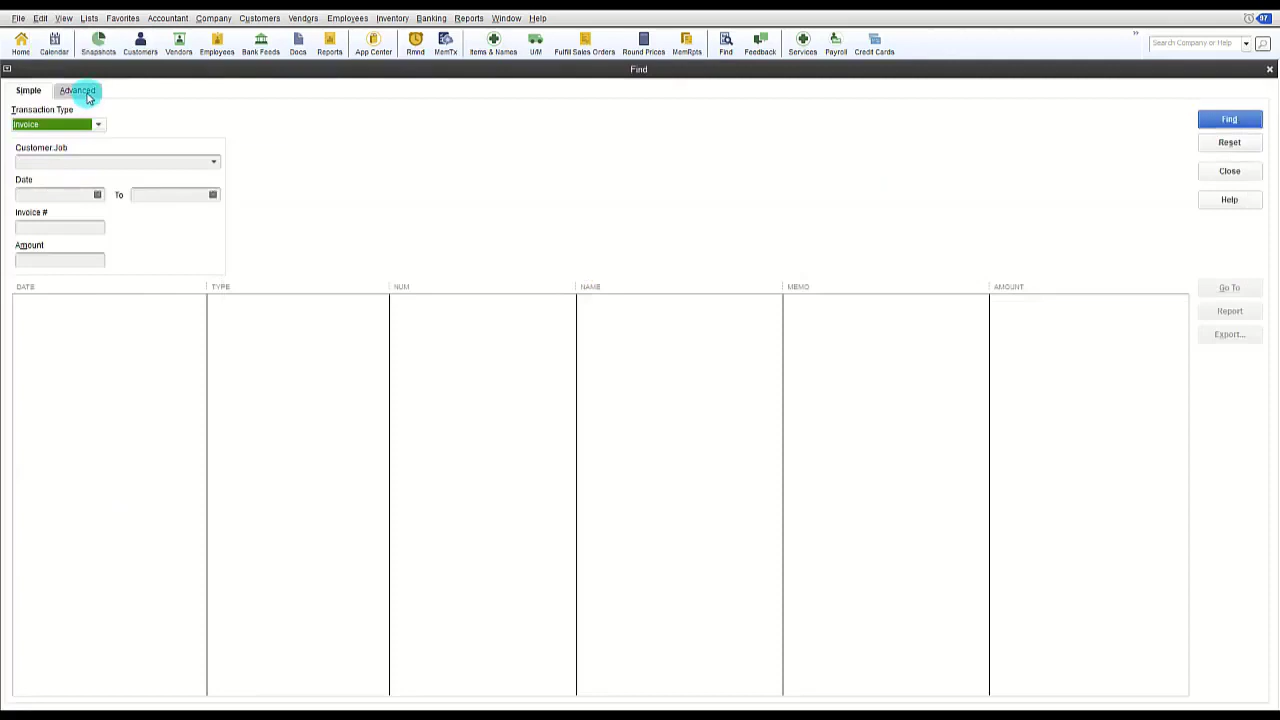 File Edit View Lists Favorites Accountant Company Customers Vendors Employees Inventory Banking Reports Window Help 97
Home Calendar Snapshots Customers Vendors Employees Bank Feeds Docs Reports App Center Rmnd MemTx Items & Names U/M Fulfill Sales Orders Round Prices MemRpts Find Feedback Services Payroll Credit Cards » Search Company or Help
Find
Simple Advanced
Transaction Type
Invoice
Find
Customer:Job
Reset
Date
Close
To
Help
Invoice #
Amount
DATE TYPE NUM NAME MEMO AMOUNT
Go To
Report
Export...